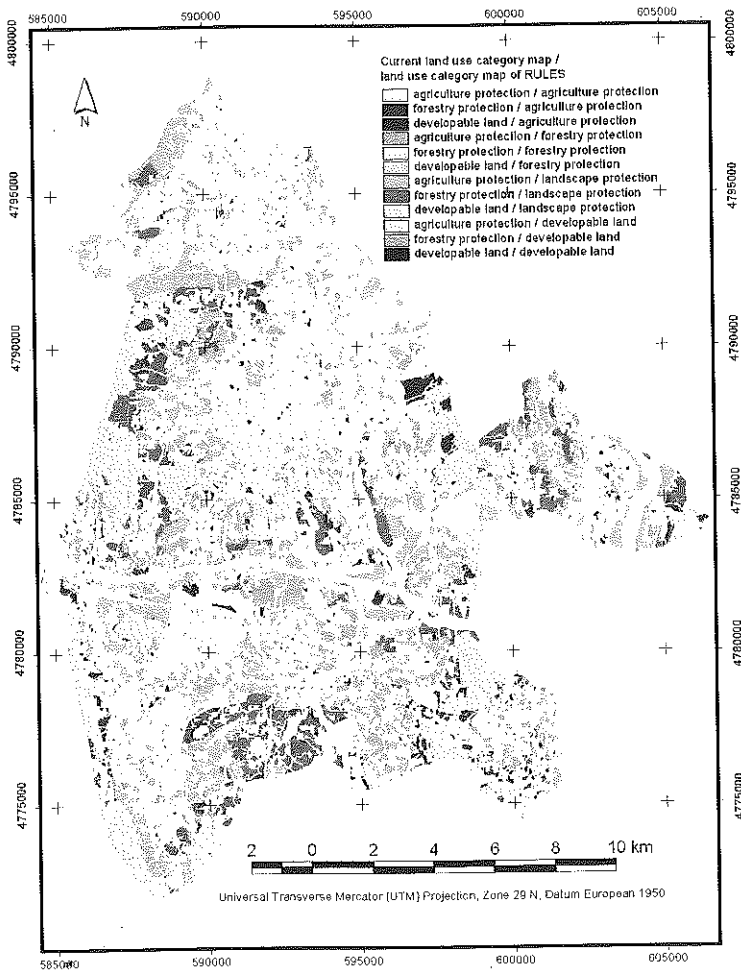 585000 590000 595000 600000 605000
4800000 4800000
Current land use category map /
land use category map of RULES
agriculture protection / agriculture protection
forestry protection / agriculture protection
developable land / agriculture protection
agriculture protection / forestry protection
forestry protection / forestry protection
developable land / forestry protection
agriculture protection / landscape protection
forestry protection / landscape protection
developable land / landscape protection
agriculture protection / developable land
forestry protection / developable land
developable land / developable land
N
4795000 4795000
4790000 4790000
4785000 4785000
4780000 4780000
4775000 4775000
2 0 2 4 6 8 10 km
Universal Transverse Mercator (UTM) Projection, Zone 29 N, Datum European 1950
585000 590000 595000 600000 605000